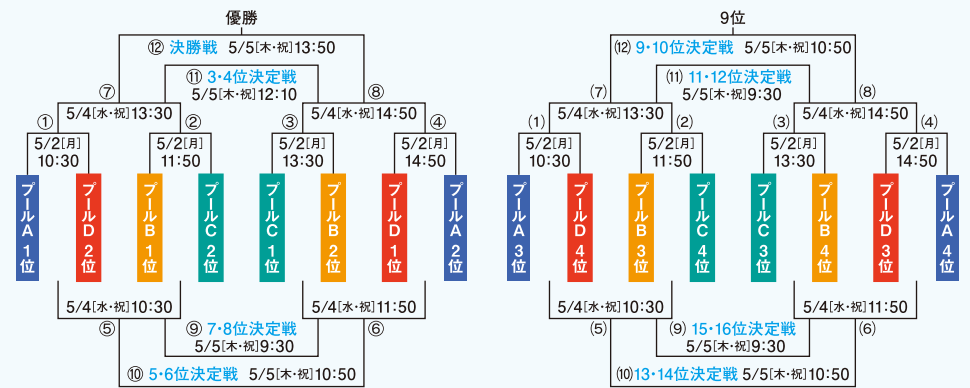 優勝
⑫ 決勝戦 5/5[木・祝]13:50
⑪ 3・4位決定戦
5/5[木・祝]12:10
⑦
5/4[水・祝]13:30
⑧
5/4[水・祝]14:50
①
5/2[月]
10:30
②
5/2[月]
11:50
③
5/2[月]
13:30
④
5/2[月]
14:50
プールA 1位
プールD 2位
プールB 1位
プールC 2位
プールC 1位
プールB 2位
プールD 1位
プールA 2位
5/4[水・祝]10:30
⑤
5/4[水・祝]11:50
⑥
⑨ 7・8位決定戦
5/5[木・祝]9:30
⑩ 5・6位決定戦 5/5[木・祝]10:50
9位
(12) 9・10位決定戦 5/5[木・祝]10:50
(11) 11・12位決定戦
5/5[木・祝]9:30
(7)
5/4[水・祝]13:30
(8)
5/4[水・祝]14:50
(1)
5/2[月]
10:30
(2)
5/2[月]
11:50
(3)
5/2[月]
13:30
(4)
5/2[月]
14:50
プールA 3位
プールD 4位
プールB 3位
プールC 4位
プールC 3位
プールB 4位
プールD 3位
プールA 4位
5/4[水・祝]10:30
(5)
5/4[水・祝]11:50
(6)
(9) 15・16位決定戦
5/5[木・祝]9:30
(10)13・14位決定戦 5/5[木・祝]10:50